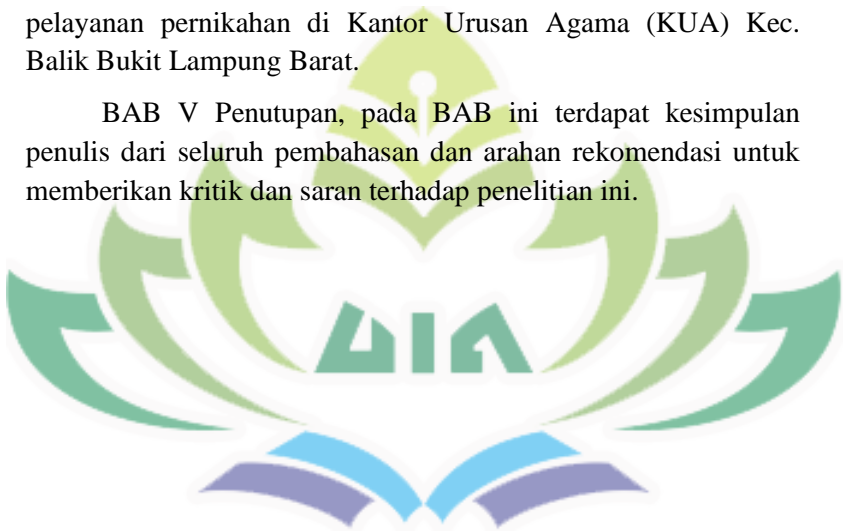 pelayanan pernikahan di Kantor Urusan Agama (KUA) Kec.
Balik Bukit Lampung Barat.
BAB V Penutupan, pada BAB ini terdapat kesimpulan
penulis dari seluruh pembahasan dan arahan rekomendasi untuk
memberikan kritik dan saran terhadap penelitian ini.
UIN